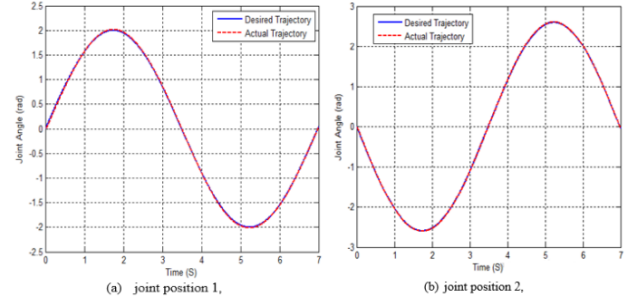 2.5
2
1.5
1
0.5
0
-0.5
-1
-1.5
-2
-2.5
Joint Angle (rad)
Desired Trajectory
Actual Trajectory
0 1 2 3 4 5 6 7
Time (S)
(a) joint position 1,
3
2
1
0
-1
-2
-3
Joint Angle (rad)
Desired Trajectory
Actual Trajectory
0 1 2 3 4 5 6 7
Time (S)
(b) joint position 2,